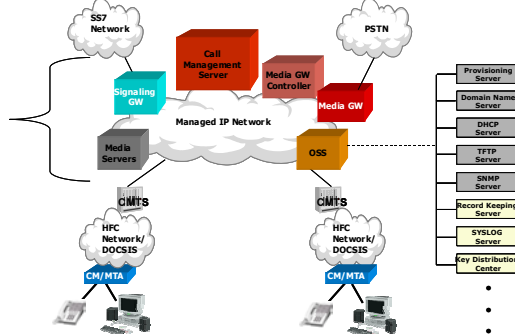 SS7
Network
Call
Management
Server
PSTN
Signaling
GW
Media GW
Controller
Media GW
Managed IP Network
Media
Servers
OSS
Provisioning
Server
Domain Name
Server
DHCP
Server
TFTP
Server
SNMP
Server
Record Keeping
Server
SYSLOG
Server
Key Distribution
Center
CMTS
CMTS
HFC
Network/
DOCSIS
HFC
Network/
DOCSIS
CM/MTA
CM/MTA